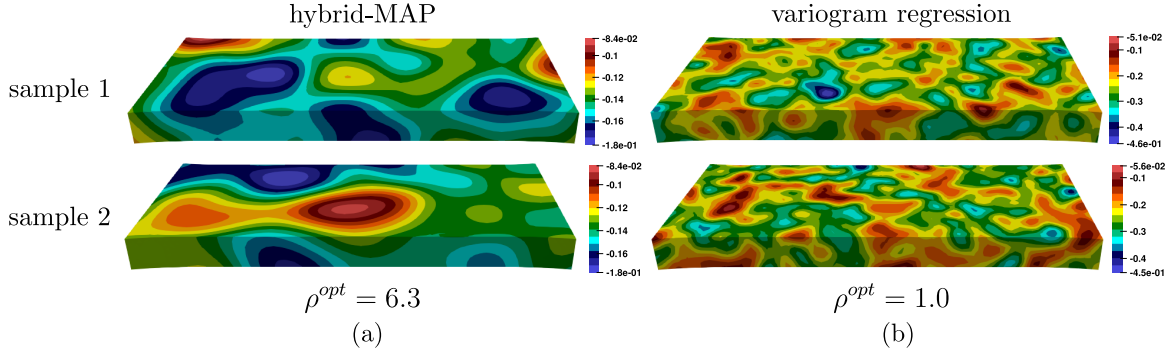 hybrid-MAP
variogram regression
sample 1
-8.4e-02
-0.1
-0.12
-0.14
-0.16
-1.8e-01
-5.1e-02
-0.1
-0.2
-0.3
-0.4
-4.6e-01
sample 2
-8.4e-02
-0.1
-0.12
-0.14
-0.16
-1.8e-01
-5.6e-02
-0.1
-0.2
-0.3
-0.4
-4.5e-01
ρ^{opt} = 6.3
ρ^{opt} = 1.0
(a)
(b)